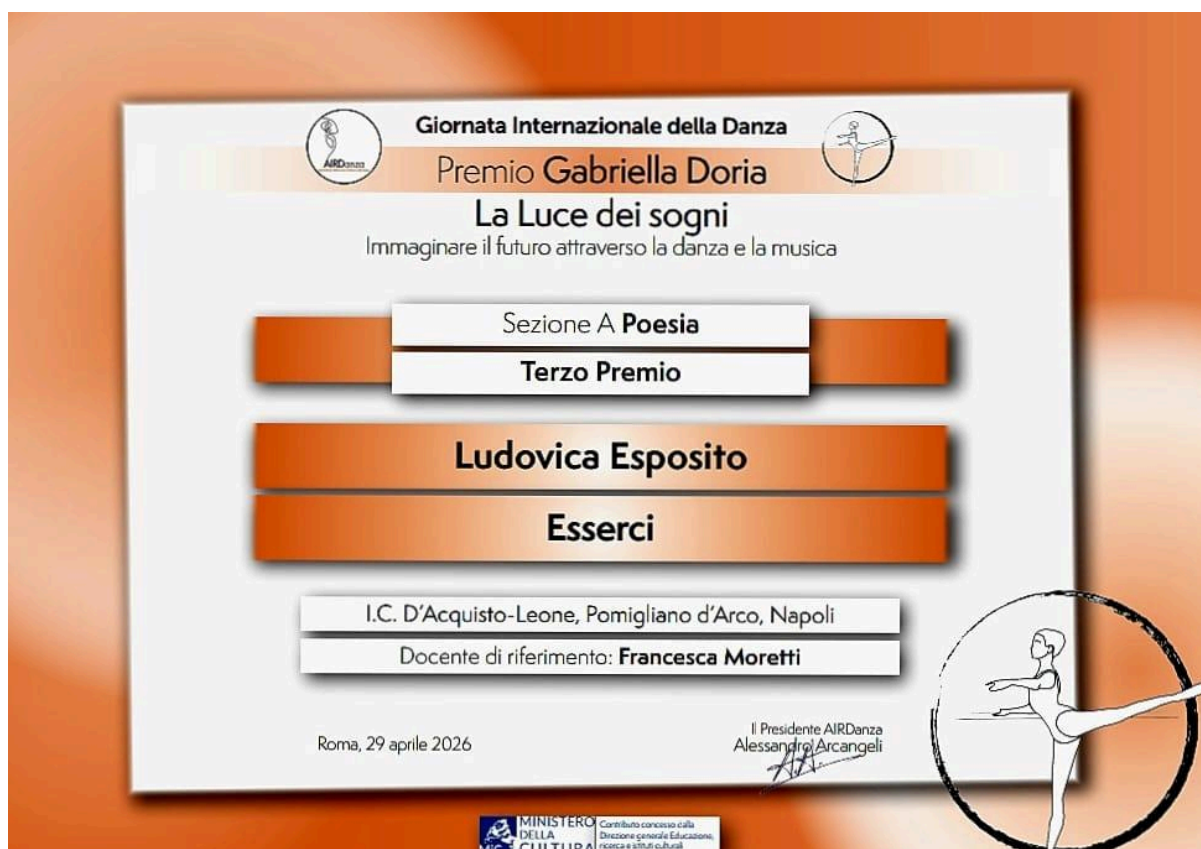 Giornata Internazionale della Danza
AIRDanza
Premio Gabriella Doria
La Luce dei sogni
Immaginare il futuro attraverso la danza e la musica
Sezione A Poesia
Terzo Premio
Ludovica Esposito
Esserci
I.C. D'Acquisto-Leone, Pomigliano d'Arco, Napoli
Docente di riferimento: Francesca Moretti
Roma, 29 aprile 2026
Il Presidente AIRDanza
Alessandro Arcangeli
A.A.
MiC
MINISTERO
DELLA
CULTURA
Contributo concesso dalla
Direzione generale Educazione,
ricerca e istituti culturali